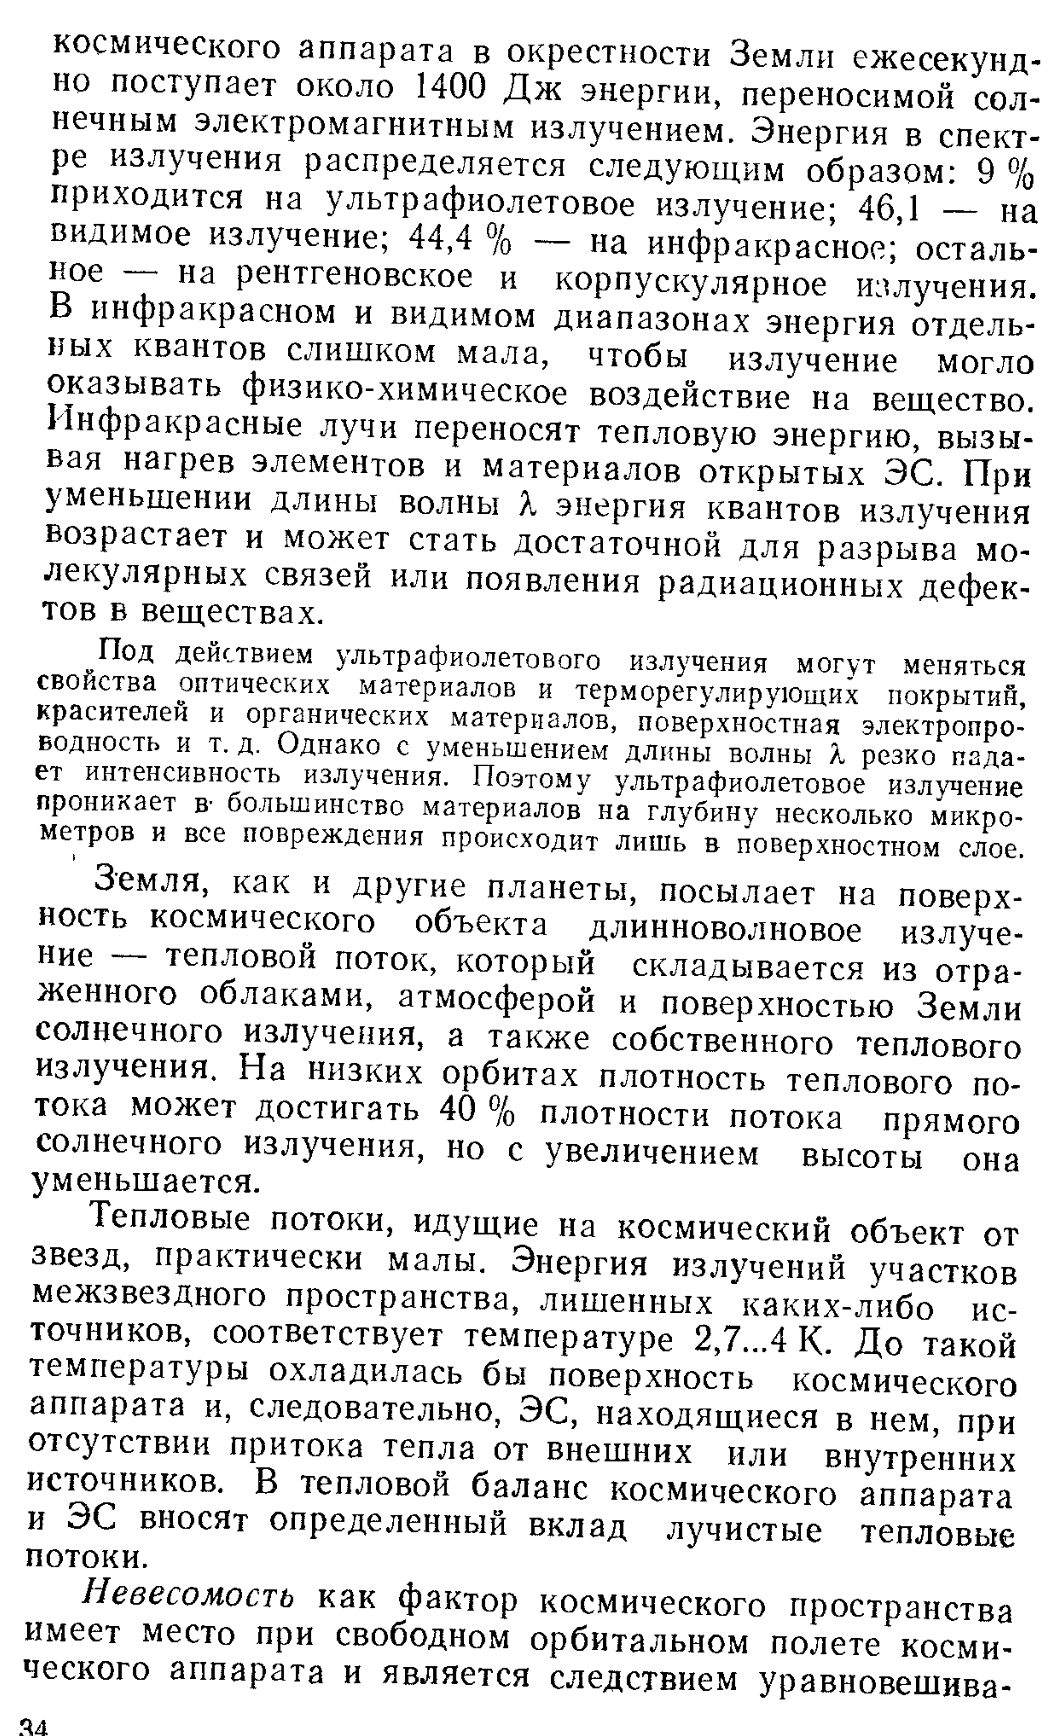 космического аппарата в окрестности Земли ежесекунд-
но поступает около 1400 Дж энергии, переносимой сол-
нечным электромагнитным излучением. Энергия в спект-
ре излучения распределяется следующим образом: 9 %
приходится на ультрафиолетовое излучение; 46,1 — на
видимое излучение; 44,4 % — на инфракрасное; осталь-
ное — на рентгеновское и корпускулярное излучения.
В инфракрасном и видимом диапазонах энергия отдель-
ных квантов слишком мала, чтобы излучение могло
оказывать физико-химическое воздействие на вещество.
Инфракрасные лучи переносят тепловую энергию, вызы-
вая нагрев элементов и материалов открытых ЭС. При
уменьшении длины волны λ энергия квантов излучения
возрастает и может стать достаточной для разрыва мо-
лекулярных связей или появления радиационных дефек-
тов в веществах.
Под действием ультрафиолетового излучения могут меняться
свойства оптических материалов и терморегулирующих покрытий,
красителей и органических материалов, поверхностная электропро-
водность и т. д. Однако с уменьшением длины волны λ резко пада-
ет интенсивность излучения. Поэтому ультрафиолетовое излучение
проникает в большинство материалов на глубину несколько микро-
метров и все повреждения происходит лишь в поверхностном слое.
Земля, как и другие планеты, посылает на поверх-
ность космического объекта длинноволновое излуче-
ние — тепловой поток, который складывается из отра-
женного облаками, атмосферой и поверхностью Земли
солнечного излучения, а также собственного теплового
излучения. На низких орбитах плотность теплового по-
тока может достигать 40 % плотности потока прямого
солнечного излучения, но с увеличением высоты она
уменьшается.
Тепловые потоки, идущие на космический объект от
звезд, практически малы. Энергия излучений участков
межзвездного пространства, лишенных каких-либо ис-
точников, соответствует температуре 2,7...4 К. До такой
температуры охладилась бы поверхность космического
аппарата и, следовательно, ЭС, находящиеся в нем, при
отсутствии притока тепла от внешних или внутренних
источников. В тепловой баланс космического аппарата
и ЭС вносят определенный вклад лучистые тепловые
потоки.
Невесомость как фактор космического пространства
имеет место при свободном орбитальном полете косми-
ческого аппарата и является следствием уравновешива-
34